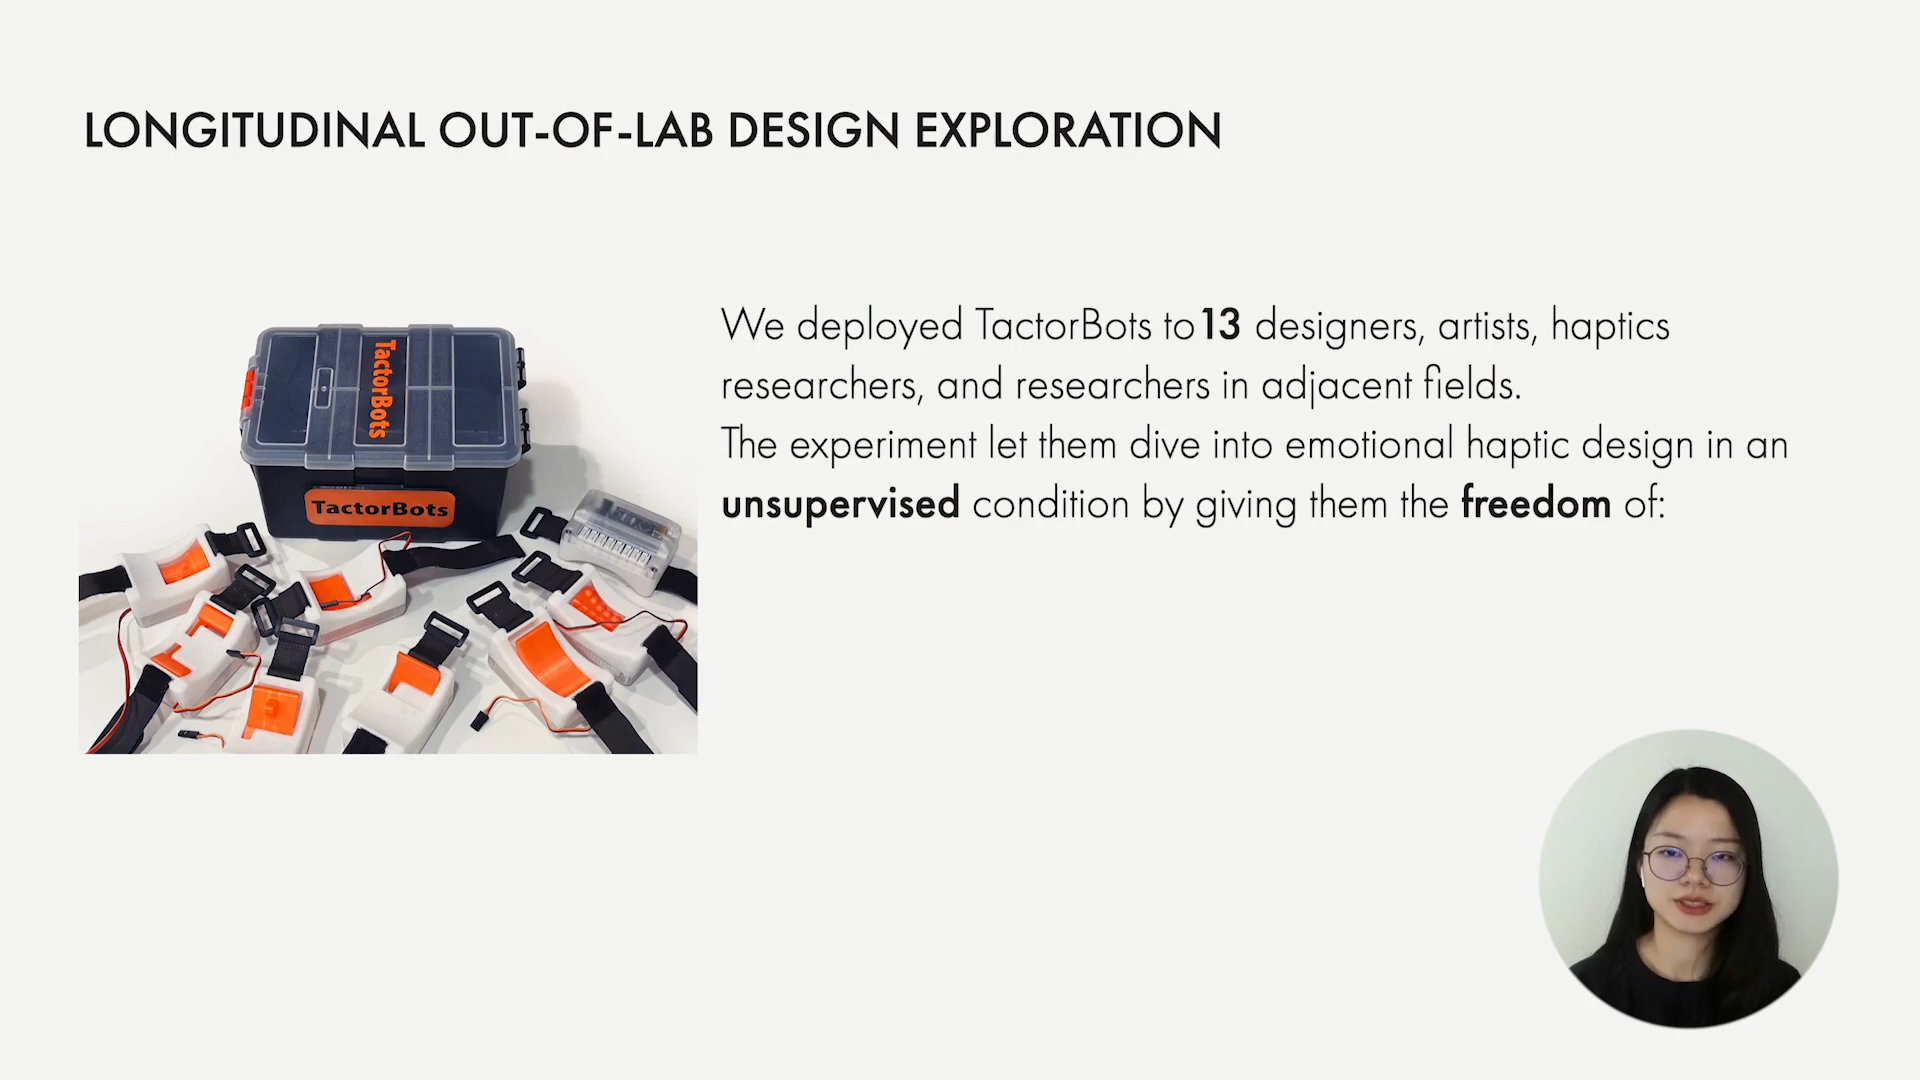 LONGITUDINAL OUT-OF-LAB DESIGN EXPLORATION
TactorBots
TactorBots
We deployed TactorBots to 13 designers, artists, haptics
researchers, and researchers in adjacent fields.
The experiment let them dive into emotional haptic design in an
unsupervised condition by giving them the freedom of: